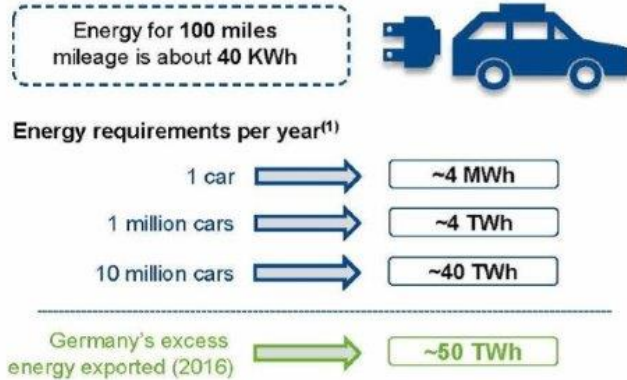 Energy for 100 miles
mileage is about 40 KWh
Energy requirements per year(1)
1 car ~4 MWh
1 million cars ~4 TWh
10 million cars ~40 TWh
Germany's excess
energy exported (2016) ~50 TWh